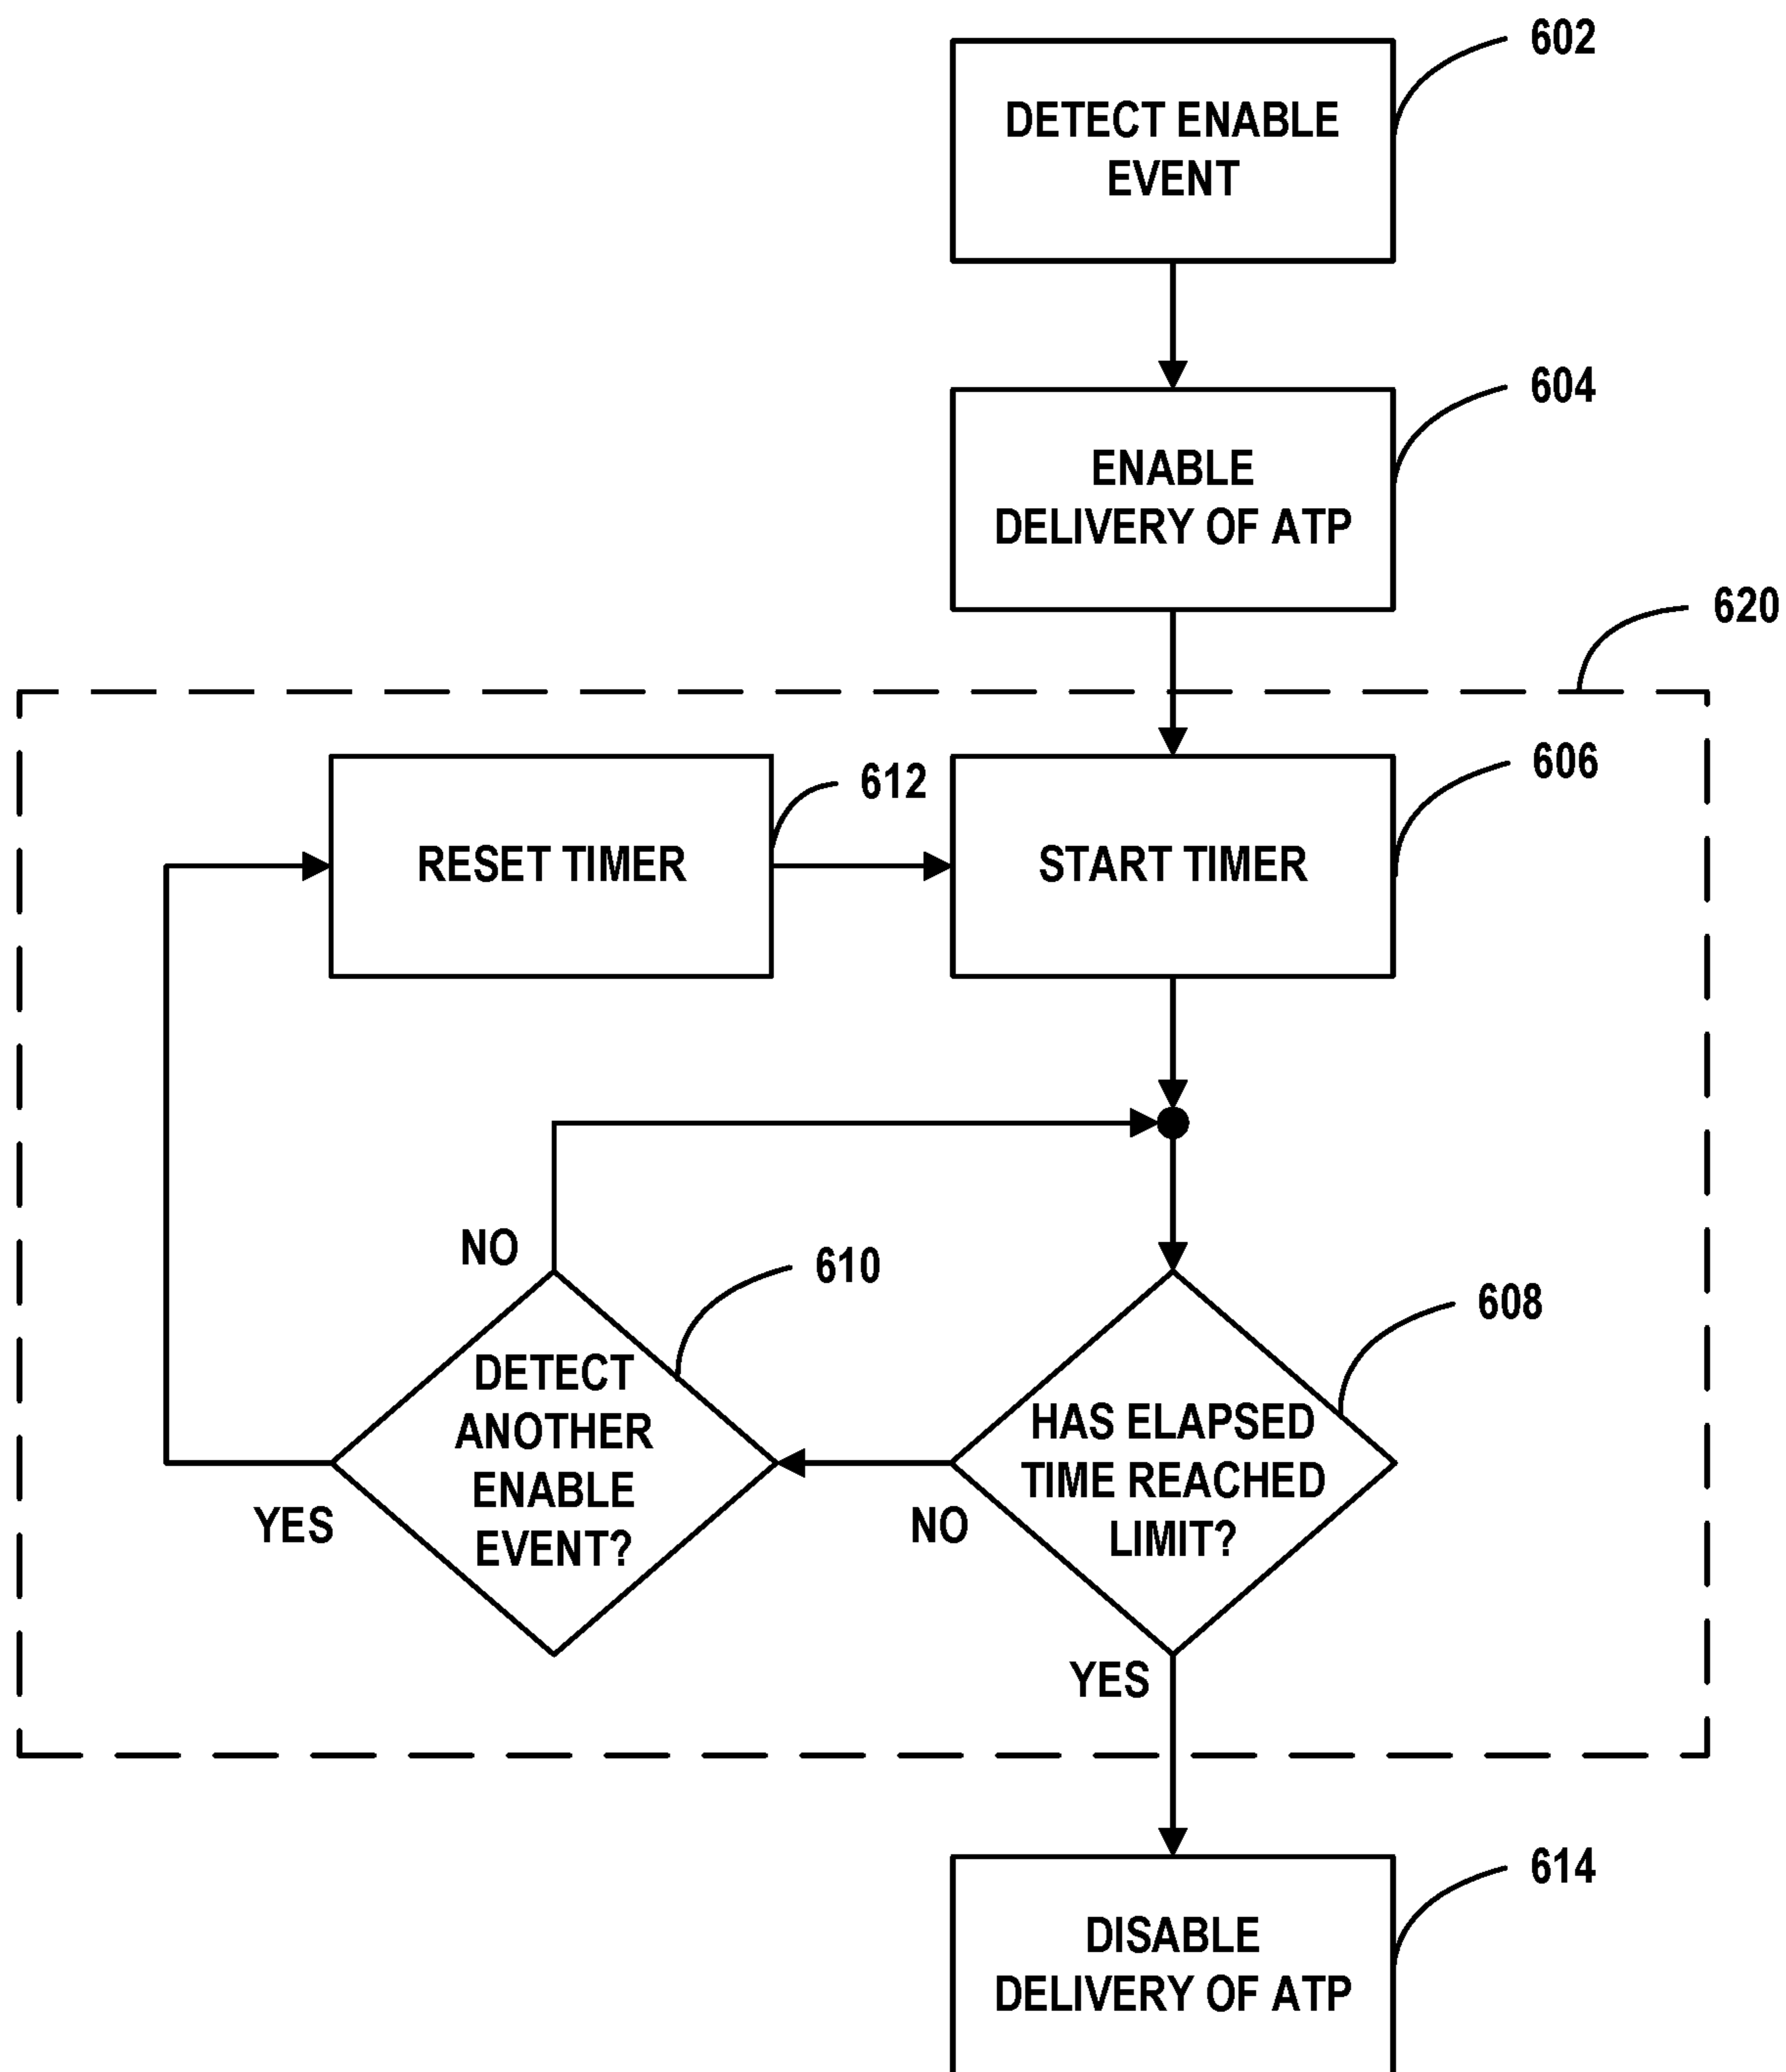 602
DETECT ENABLE
EVENT
604
ENABLE
DELIVERY OF ATP
620
606
612
RESET TIMER
START TIMER
NO
610
608
DETECT
ANOTHER
ENABLE
EVENT?
HAS ELAPSED
TIME REACHED
LIMIT?
YES
NO
YES
614
DISABLE
DELIVERY OF ATP